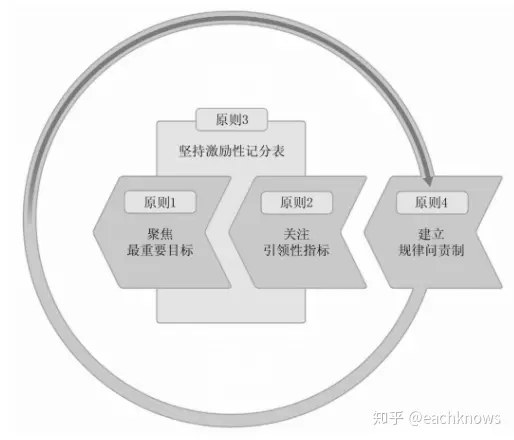 原则3
坚持激励性记分表
原则1
聚焦
最重要目标
原则2
关注
引领性指标
原则4
建立
规律问责制
知乎 @eachknows